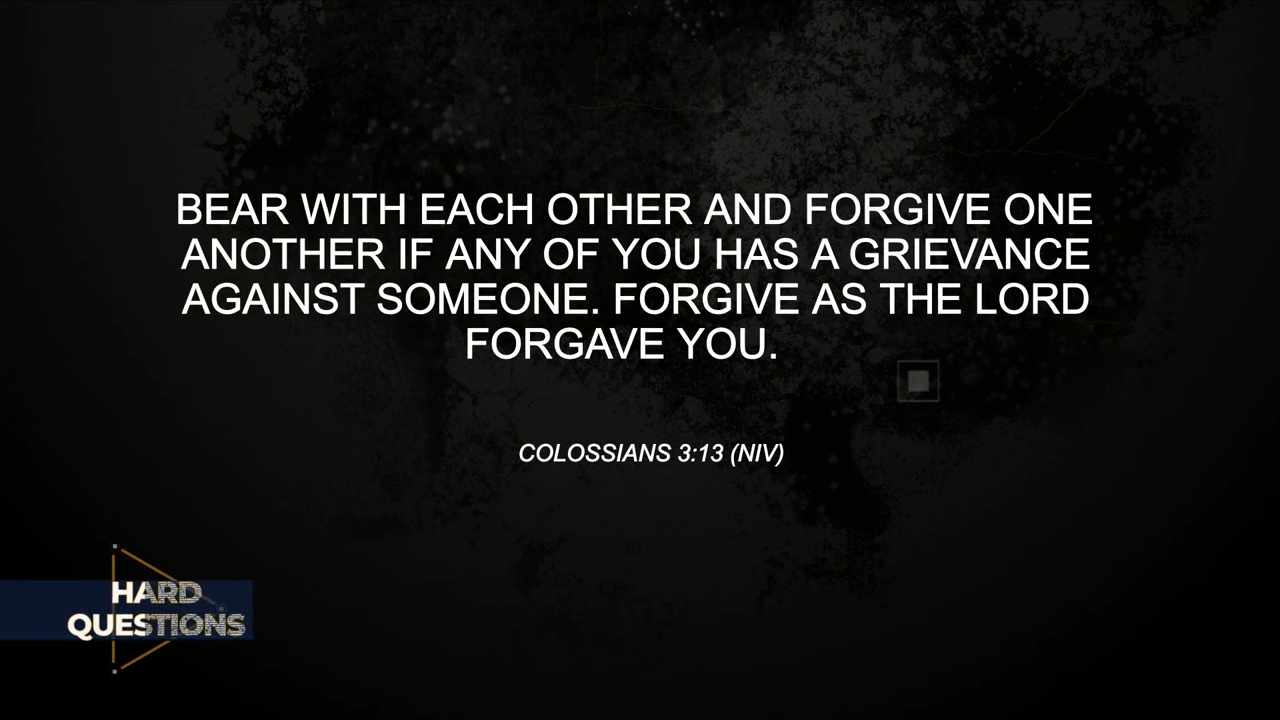 BEAR WITH EACH OTHER AND FORGIVE ONE
ANOTHER IF ANY OF YOU HAS A GRIEVANCE
AGAINST SOMEONE. FORGIVE AS THE LORD
FORGAVE YOU.
COLOSSIANS 3:13 (NIV)
HARD
QUESTIONS